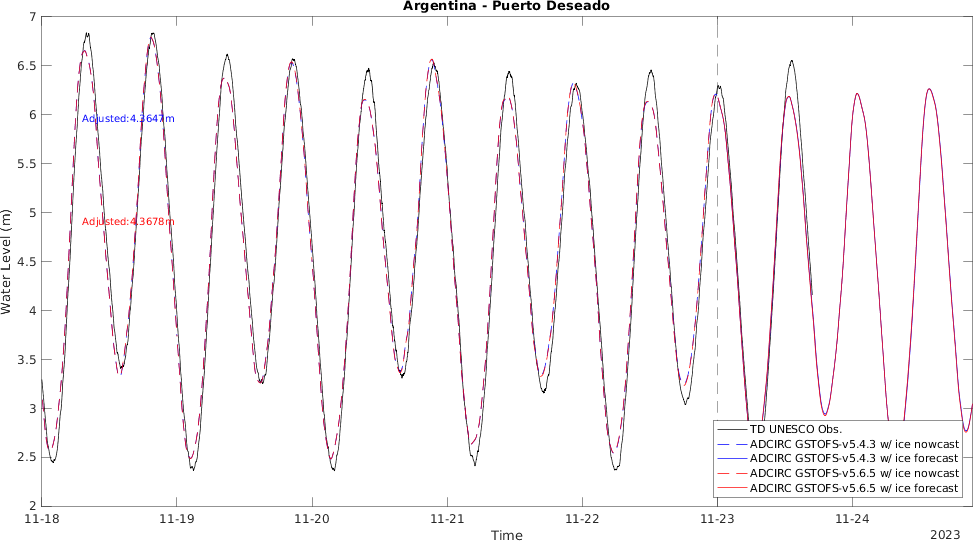 Argentina - Puerto Deseado
7
6.5
6
5.5
5
4.5
4
3.5
3
2.5
2
Water Level (m)
Adjusted:4.3647m
Adjusted:4.3678m
TD UNESCO Obs.
ADCIRC GSTOFS-v5.4.3 w/ ice nowcast
ADCIRC GSTOFS-v5.4.3 w/ ice forecast
ADCIRC GSTOFS-v5.6.5 w/ ice nowcast
ADCIRC GSTOFS-v5.6.5 w/ ice forecast
11-18 11-19 11-20 11-21 11-22 11-23 11-24
Time
2023